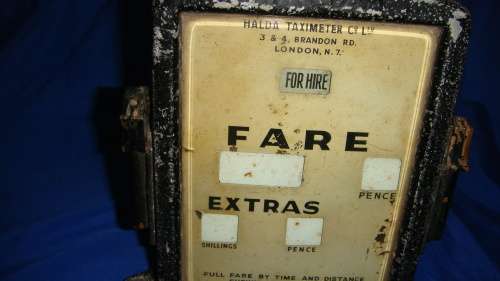 HALDA TAXIMETER CO LTD
3 & 4, BRANDON RD.
LONDON, N.7.
FOR HIRE
FARE
PENCE
EXTRAS
SHILLINGS PENCE
FULL FARE BY TIME AND DISTANCE